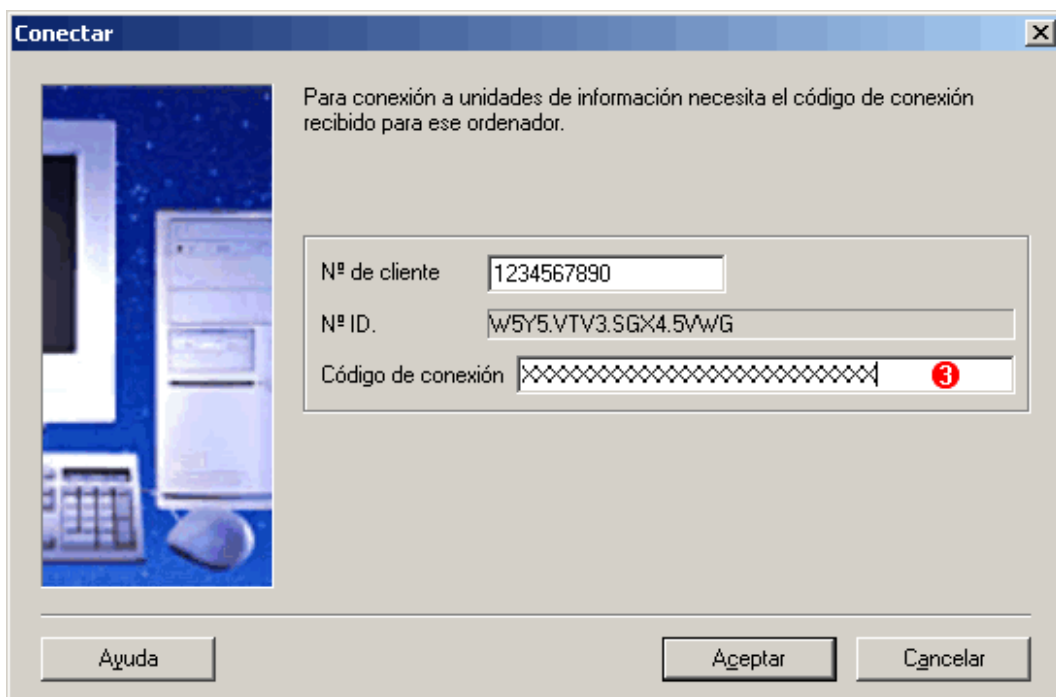 Conectar
Para conexión a unidades de información necesita el código de conexión
recibido para ese ordenador.
Nº de cliente 1234567890
Nº ID. W5Y5.VTV3.SGX4.5VWG
Código de conexión XXXXXXXXXXXXXXXXXXXXXXXXXX 3
Ayuda Aceptar Cancelar